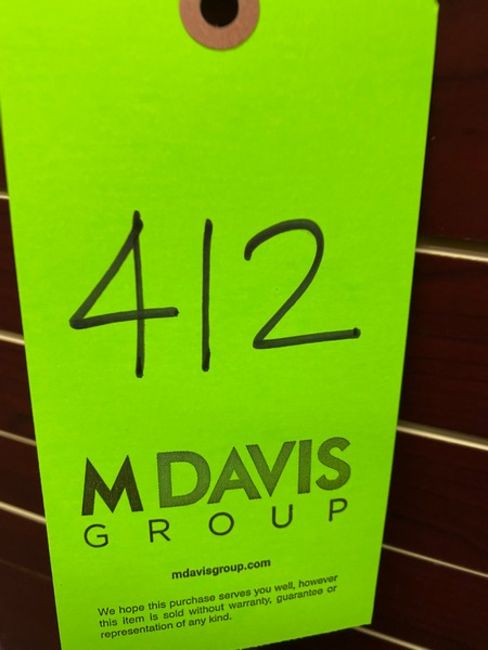 412
M DAVIS
GROUP
mdavisgroup.com
We hope this purchase serves you well, however
this item is sold without warranty, guarantee or
representation of any kind.